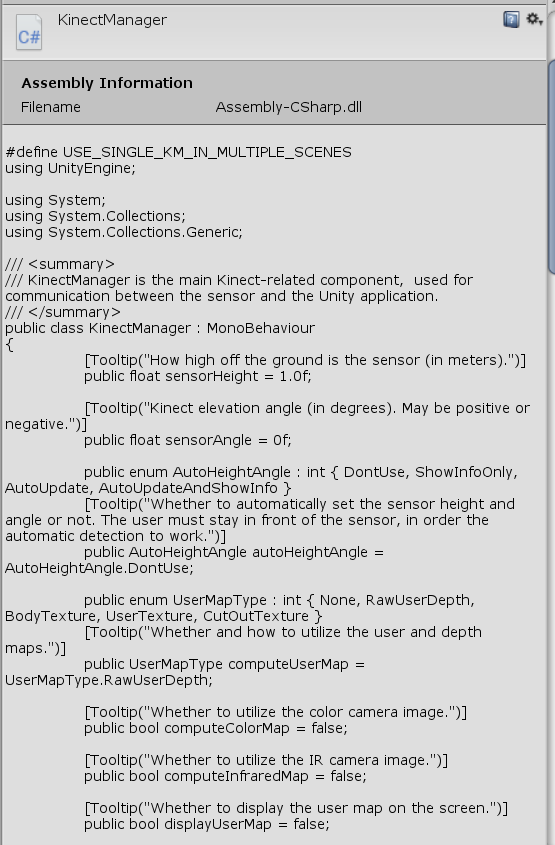 C#
KinectManager
Assembly Information
Filename Assembly-CSharp.dll
#define USE_SINGLE_KM_IN_MULTIPLE_SCENES
using UnityEngine;
using System;
using System.Collections;
using System.Collections.Generic;
/// <summary>
/// KinectManager is the main Kinect-related component,  used for
communication between the sensor and the Unity application.
/// </summary>
public class KinectManager : MonoBehaviour
{
[Tooltip("How high off the ground is the sensor (in meters).")]
public float sensorHeight = 1.0f;
[Tooltip("Kinect elevation angle (in degrees). May be positive or
negative.")]
public float sensorAngle = 0f;
public enum AutoHeightAngle : int { DontUse, ShowInfoOnly,
AutoUpdate, AutoUpdateAndShowInfo }
[Tooltip("Whether to automatically set the sensor height and
angle or not. The user must stay in front of the sensor, in order the
automatic detection to work.")]
public AutoHeightAngle autoHeightAngle =
AutoHeightAngle.DontUse;
public enum UserMapType : int { None, RawUserDepth,
BodyTexture, UserTexture, CutOutTexture }
[Tooltip("Whether and how to utilize the user and depth
maps.")]
public UserMapType computeUserMap =
UserMapType.RawUserDepth;
[Tooltip("Whether to utilize the color camera image.")]
public bool computeColorMap = false;
[Tooltip("Whether to utilize the IR camera image.")]
public bool computeInfraredMap = false;
[Tooltip("Whether to display the user map on the screen.")]
public bool displayUserMap = false;